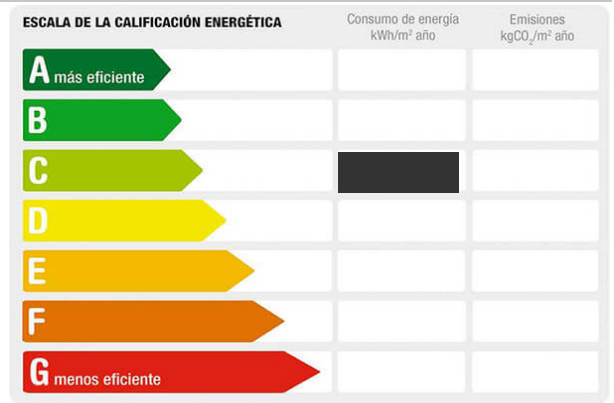 ESCALA DE LA CALIFICACIÓN ENERGÉTICA
Consumo de energía
kWh/m² año
Emisiones
kgCO₂/m² año
A más eficiente
B
C
D
E
F
G menos eficiente